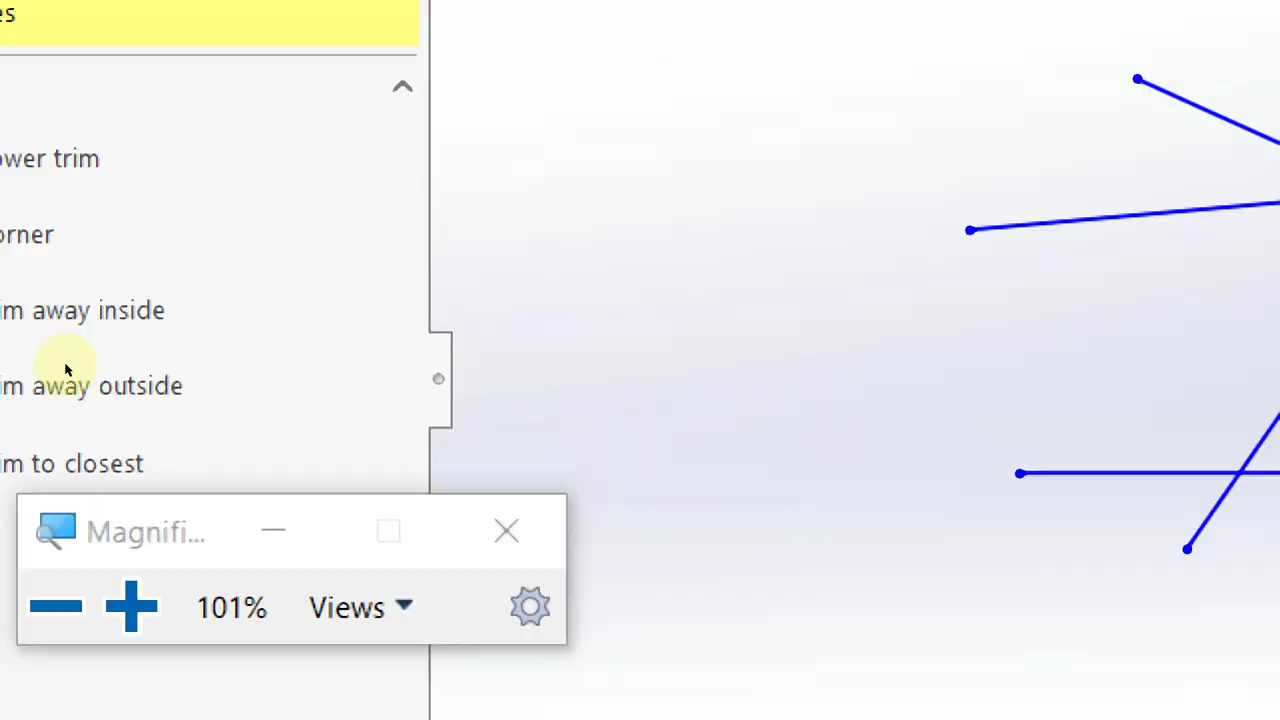 es
ower trim
orner
im away inside
im away outside
im to closest
Magnifi...
101% Views